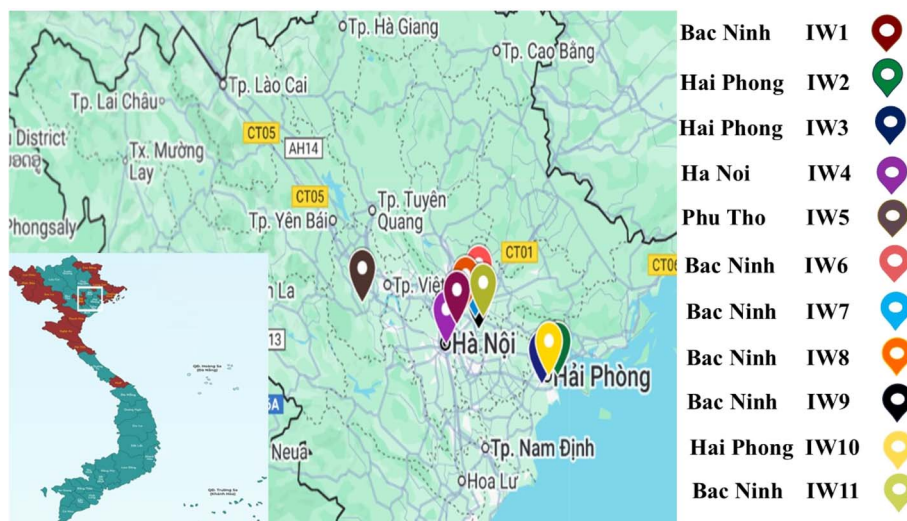 Tp. Hà Giang
Tp. Cao Bằng
Tp. Lào Cai
Tp. Lai Châu
CT05
AH14
u District
Tx. Mường
Lay
CT05
Tp. Tuyên
Quang
Phongsaly
Tp. Yên Bái
CT01
CT06
Tp. Việt
La
13
Hà Nội
Hải Phòng
6A
Neua
Tp. Nam Định
Hoa Lư
Bac Ninh IW1
Hai Phong IW2
Hai Phong IW3
Ha Noi IW4
Phu Tho IW5
Bac Ninh IW6
Bac Ninh IW7
Bac Ninh IW8
Bac Ninh IW9
Hai Phong IW10
Bac Ninh IW11